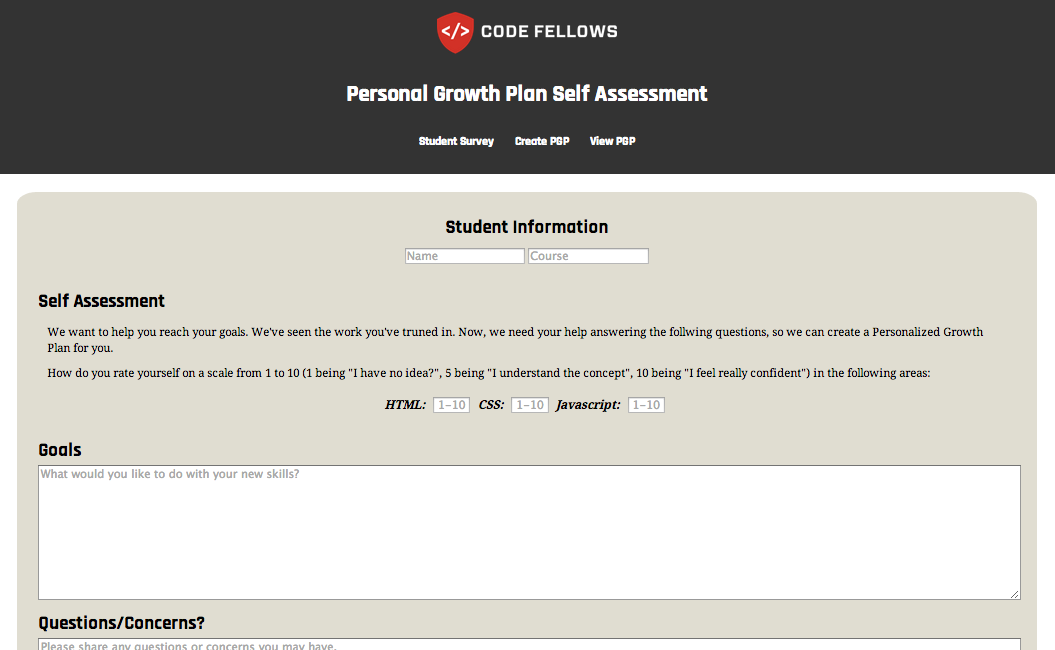 </> CODE FELLOWS
Personal Growth Plan Self Assessment
Student Survey Create PGP View PGP
Student Information
Name Course
Self Assessment
We want to help you reach your goals. We've seen the work you've truned in. Now, we need your help answering the follwing questions, so we can create a Personalized Growth
Plan for you.
How do you rate yourself on a scale from 1 to 10 (1 being "I have no idea?", 5 being "I understand the concept", 10 being "I feel really confident") in the following areas:
HTML: 1-10 CSS: 1-10 Javascript: 1-10
Goals
What would you like to do with your new skills?
Questions/Concerns?
Please share any questions or concerns you may have.